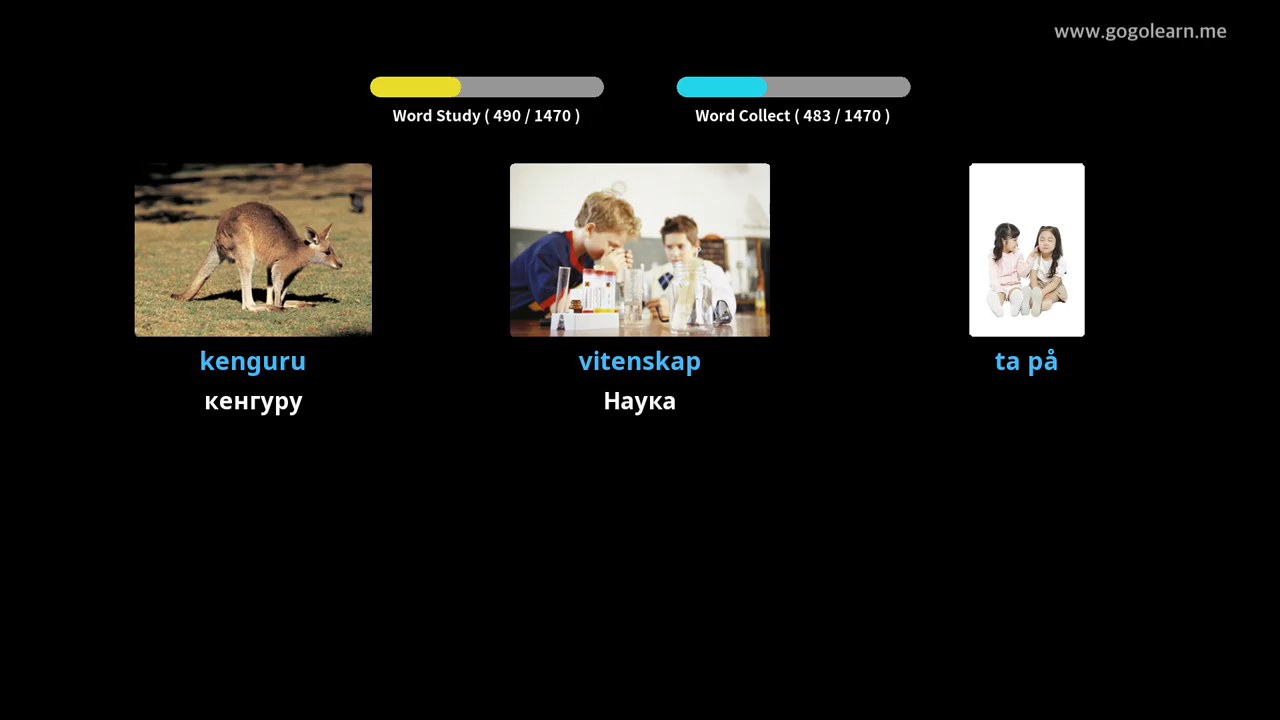 www.gogolearn.me
Word Study ( 490 / 1470 )
Word Collect ( 483 / 1470 )
kenguru
vitenskap
ta på
кенгуру
Наука